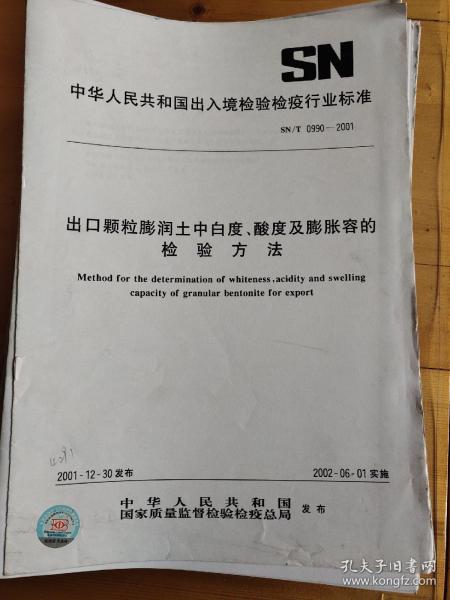 SN
中华人民共和国出入境检验检疫行业标准
SN/T 0990—2001
出口颗粒膨润土中白度、酸度及膨胀容的
检验方法
Method for the determination of whiteness,acidity and swelling
capacity of granular bentonite for export
2001-12-30发布
2002-06-01实施
中华人民共和国
国家质量监督检验检疫总局
发布
孔夫子旧书网
www.kongfz.com